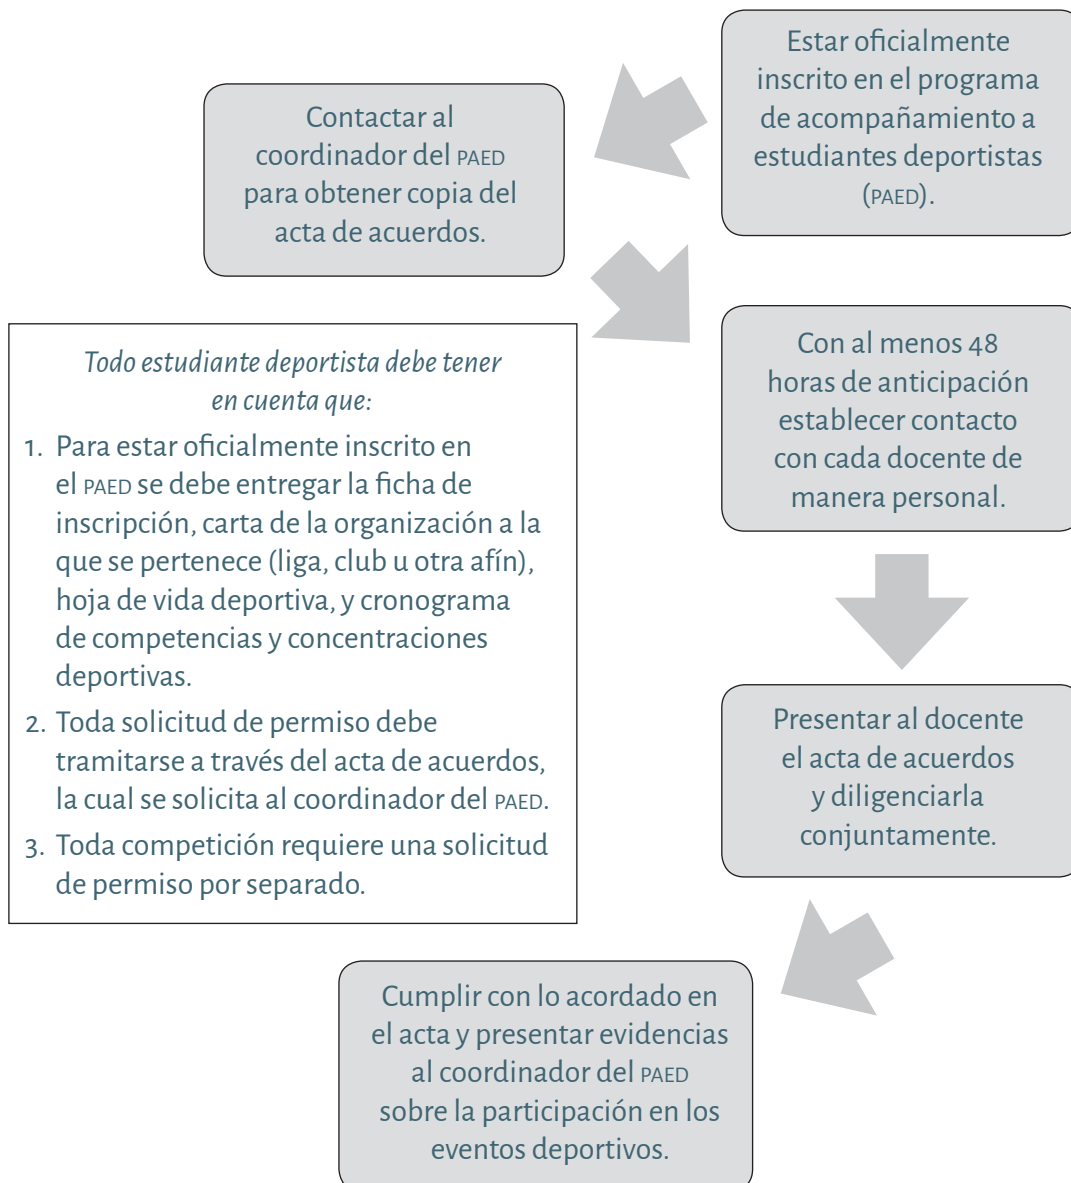 Estar oficialmente
inscrito en el programa
de acompañamiento a
estudiantes deportistas
(PAED).
Contactar al
coordinador del PAED
para obtener copia del
acta de acuerdos.
Con al menos 48
horas de anticipación
establecer contacto
con cada docente de
manera personal.
Todo estudiante deportista debe tener
en cuenta que:
1. Para estar oficialmente inscrito en
el PAED se debe entregar la ficha de
inscripción, carta de la organización a la
que se pertenece (liga, club u otra afín),
hoja de vida deportiva, y cronograma
de competencias y concentraciones
deportivas.
2. Toda solicitud de permiso debe
tramitarse a través del acta de acuerdos,
la cual se solicita al coordinador del PAED.
3. Toda competición requiere una solicitud
de permiso por separado.
Presentar al docente
el acta de acuerdos
y diligenciarla
conjuntamente.
Cumplir con lo acordado en
el acta y presentar evidencias
al coordinador del PAED
sobre la participación en los
eventos deportivos.